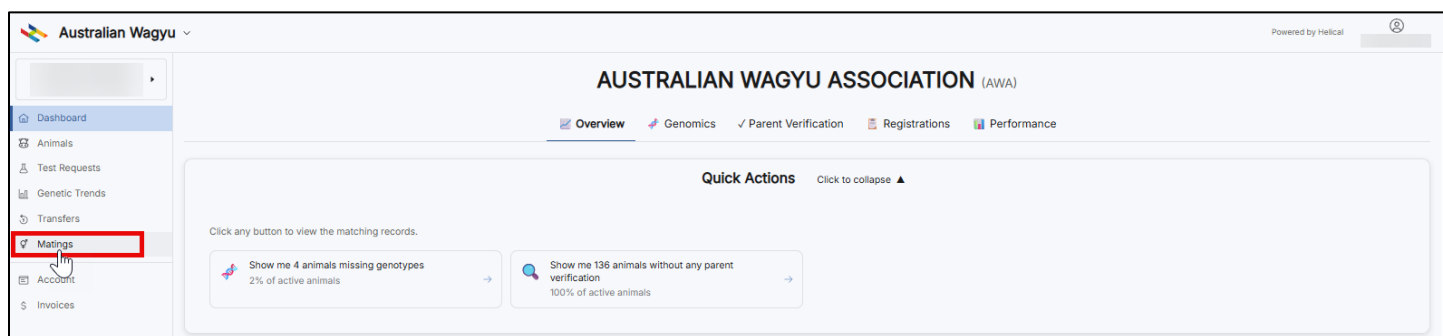 Australian Wagyu
Powered by Helical
AUSTRALIAN WAGYU ASSOCIATION (AWA)
Dashboard
Animals
Test Requests
Genetic Trends
Transfers
Matings
Account
$ Invoices
Overview
Genomics
✓ Parent Verification
Registrations
Performance
Quick Actions Click to collapse ▲
Click any button to view the matching records.
Show me 4 animals missing genotypes
2% of active animals
→
Show me 136 animals without any parent
verification
100% of active animals
→